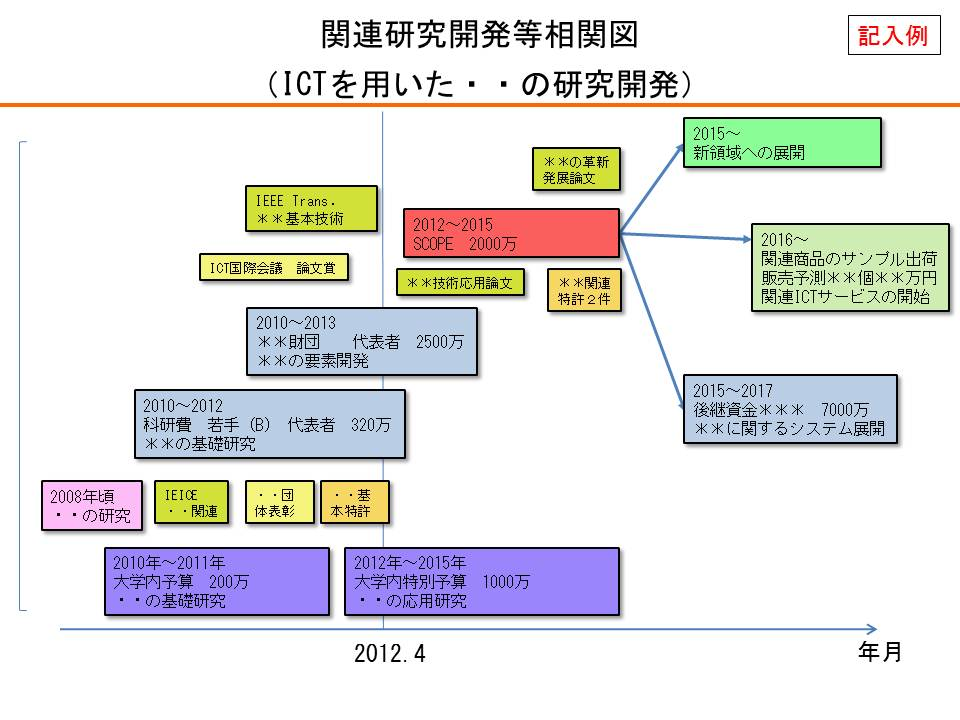 関連研究開発等相関図
（ICTを用いた・・の研究開発）
記入例
2015～
新領域への展開
＊＊の革新
発展論文
IEEE Trans.
＊＊基本技術
2012～2015
SCOPE　2000万
2016～
関連商品のサンプル出荷
販売予測＊＊個＊＊万円
関連ICTサービスの開始
ICT国際会議　論文賞
＊＊技術応用論文
＊＊関連
特許２件
2010～2013
＊＊財団　　代表者　2500万
＊＊の要素開発
2015～2017
後継資金＊＊＊　7000万
＊＊に関するシステム展開
2010～2012
科研費　若手（B）　代表者　320万
＊＊の基礎研究
2008年頃
・・の研究
IEICE
・・関連
・・団
体表彰
・・基
本特許
2010年～2011年
大学内予算　200万
・・の基礎研究
2012年～2015年
大学内特別予算　1000万
・・の応用研究
2012.4
年月